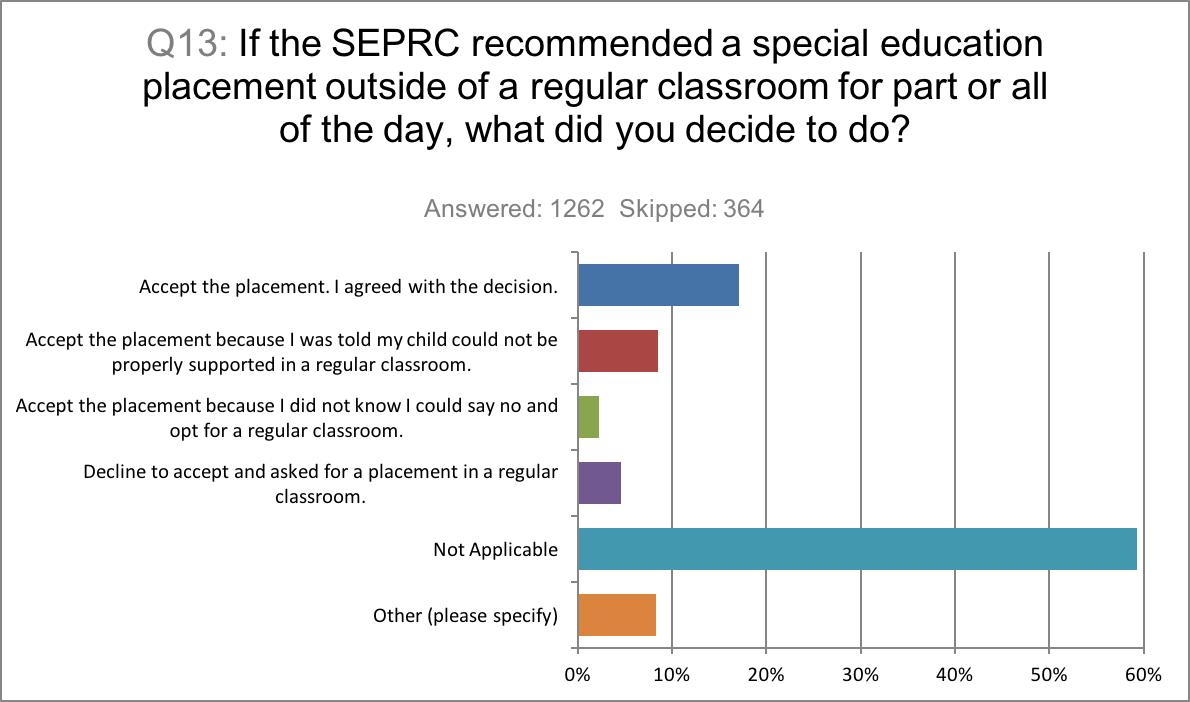 Q13: If the SEPRC recommended a special education
placement outside of a regular classroom for part or all
of the day, what did you decide to do?
Answered: 1262 Skipped: 364
Accept the placement. I agreed with the decision.
Accept the placement because I was told my child could not be
properly supported in a regular classroom.
Accept the placement because I did not know I could say no and
opt for a regular classroom.
Decline to accept and asked for a placement in a regular
classroom.
Not Applicable
Other (please specify)
0% 10% 20% 30% 40% 50% 60%